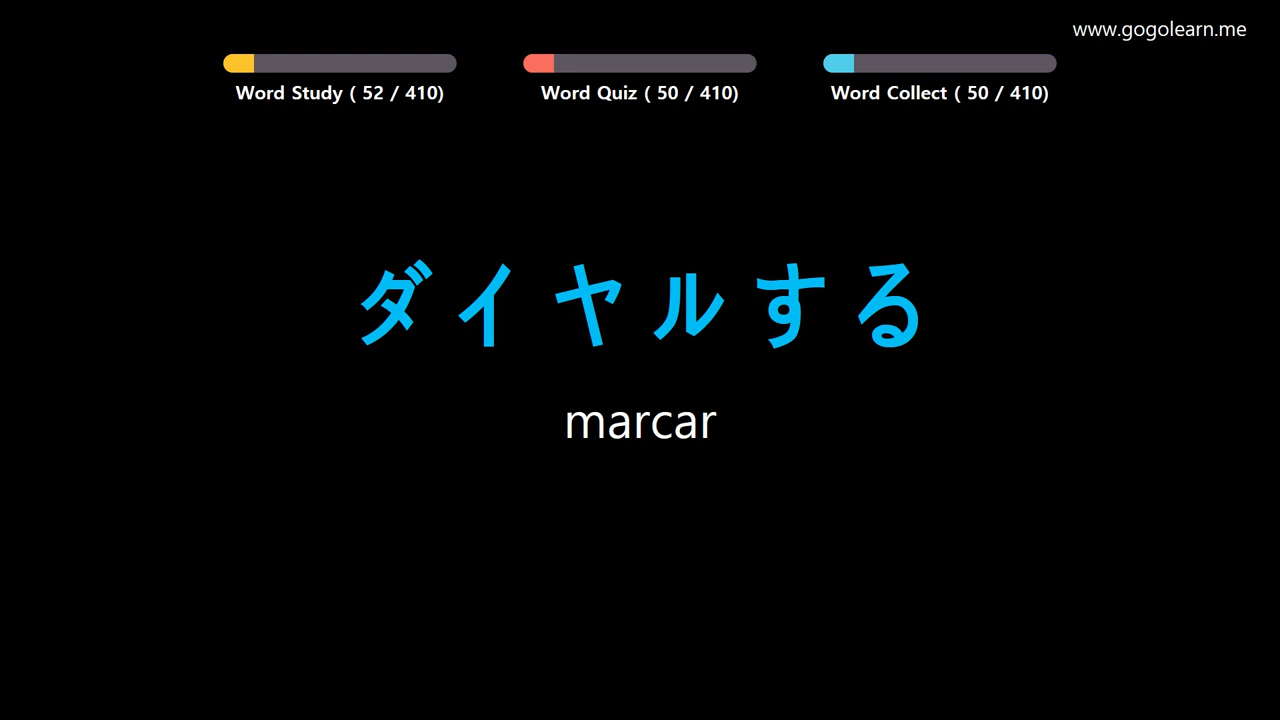 www.gogolearn.me
Word Study ( 52 / 410)
Word Quiz ( 50 / 410)
Word Collect ( 50 / 410)
ダイヤルする
marcar